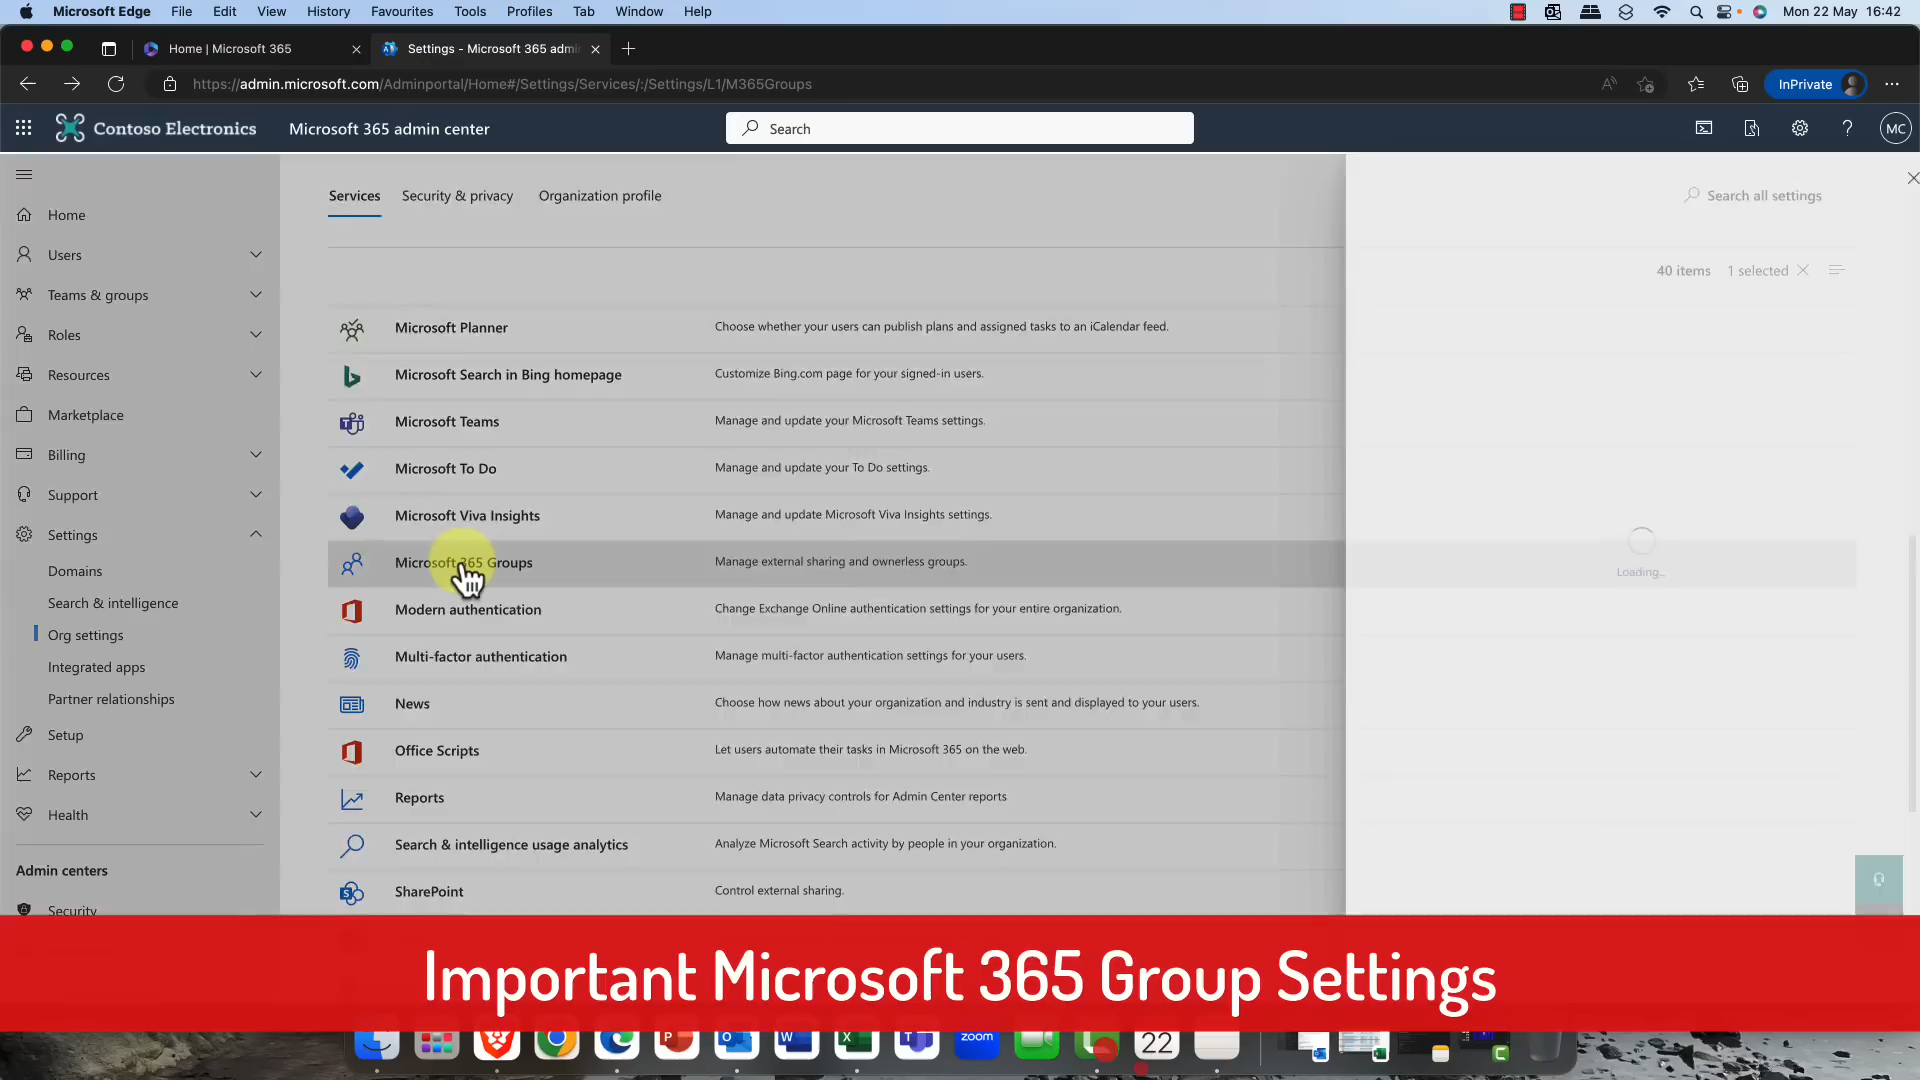 Microsoft Edge File Edit View History Favourites Tools Profiles Tab Window Help Mon 22 May 16:42
Home | Microsoft 365 Settings - Microsoft 365 admi
https://admin.microsoft.com/Adminportal/Home#/Settings/Services/:/Settings/L1/M365Groups InPrivate
Contoso Electronics Microsoft 365 admin center Search MC
Services Security & privacy Organization profile Search all settings
Home
Users
Teams & groups
Roles
Resources
Marketplace
Billing
Support
Settings
Domains
Search & intelligence
Org settings
Integrated apps
Partner relationships
Setup
Reports
Health
Admin centers
Security
40 items 1 selected
Microsoft Planner Choose whether your users can publish plans and assigned tasks to an iCalendar feed.
Microsoft Search in Bing homepage Customize Bing.com page for your signed-in users.
Microsoft Teams Manage and update your Microsoft Teams settings.
Microsoft To Do Manage and update your To Do settings.
Microsoft Viva Insights Manage and update Microsoft Viva Insights settings.
Microsoft 365 Groups Manage external sharing and ownerless groups.
Loading...
Modern authentication Change Exchange Online authentication settings for your entire organization.
Multi-factor authentication Manage multi-factor authentication settings for your users.
News Choose how news about your organization and industry is sent and displayed to your users.
Office Scripts Let users automate their tasks in Microsoft 365 on the web.
Reports Manage data privacy controls for Admin Center reports
Search & intelligence usage analytics Analyze Microsoft Search activity by people in your organization.
SharePoint Control external sharing.
Important Microsoft 365 Group Settings
zoom 22